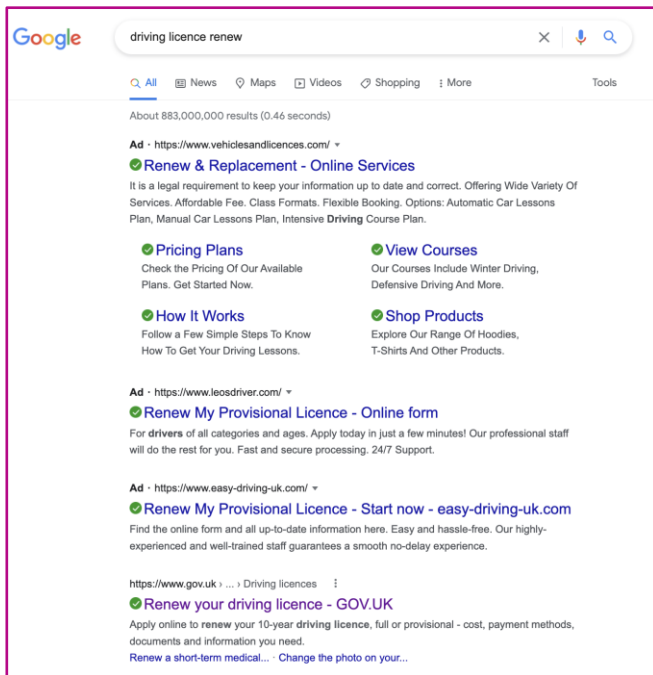 Google
driving licence renew
All News Maps Videos Shopping More Tools
About 883,000,000 results (0.46 seconds)
Ad · https://www.vehiclesandlicences.com/
Renew & Replacement - Online Services
It is a legal requirement to keep your information up to date and correct. Offering Wide Variety Of
Services. Affordable Fee. Class Formats. Flexible Booking. Options: Automatic Car Lessons
Plan, Manual Car Lessons Plan, Intensive Driving Course Plan.
Pricing Plans
Check the Pricing Of Our Available
Plans. Get Started Now.
View Courses
Our Courses Include Winter Driving,
Defensive Driving And More.
How It Works
Follow a Few Simple Steps To Know
How To Get Your Driving Lessons.
Shop Products
Explore Our Range Of Hoodies,
T-Shirts And Other Products.
Ad · https://www.leosdriver.com/
Renew My Provisional Licence - Online form
For drivers of all categories and ages. Apply today in just a few minutes! Our professional staff
will do the rest for you. Fast and secure processing. 24/7 Support.
Ad · https://www.easy-driving-uk.com/
Renew My Provisional Licence - Start now - easy-driving-uk.com
Find the online form and all up-to-date information here. Easy and hassle-free. Our highly-
experienced and well-trained staff guarantees a smooth no-delay experience.
https://www.gov.uk › ... › Driving licences
Renew your driving licence - GOV.UK
Apply online to renew your 10-year driving licence, full or provisional - cost, payment methods,
documents and information you need.
Renew a short-term medical... · Change the photo on your...